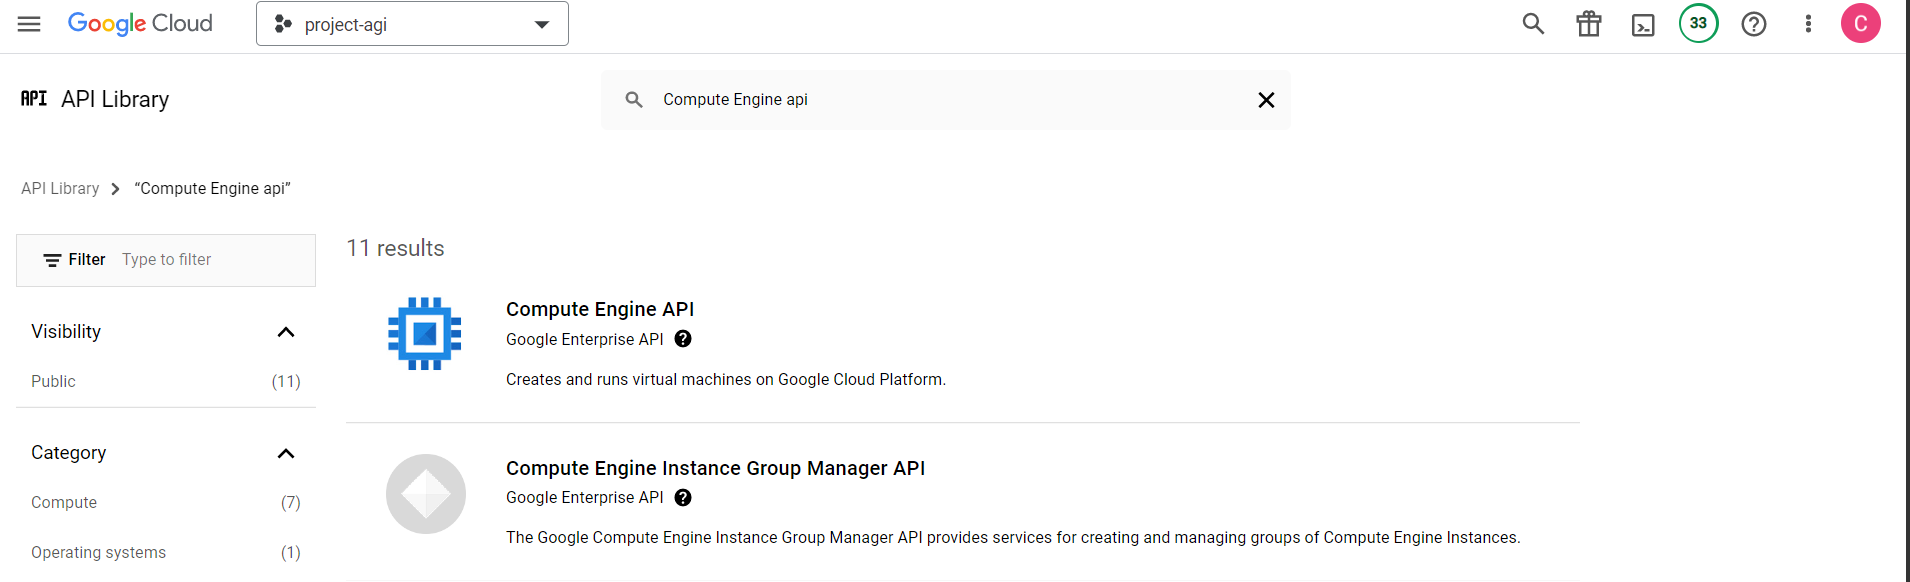 Google Cloud
project-agi
33
C
API API Library
Compute Engine api
API Library > “Compute Engine api”
Filter Type to filter
11 results
Visibility
Public (11)
Category
Compute (7)
Operating systems (1)
Compute Engine API
Google Enterprise API
Creates and runs virtual machines on Google Cloud Platform.
Compute Engine Instance Group Manager API
Google Enterprise API
The Google Compute Engine Instance Group Manager API provides services for creating and managing groups of Compute Engine Instances.